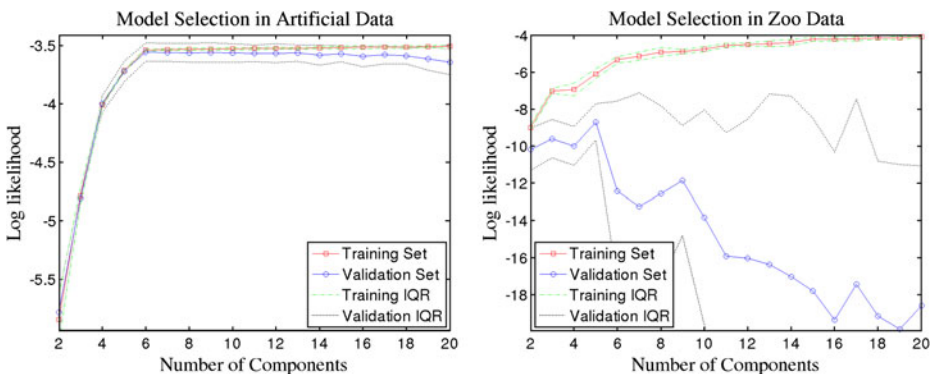 Model Selection in Artificial Data
-3.5
-4
-4.5
-5
-5.5
Log likelihood
2 4 6 8 10 12 14 16 18 20
Number of Components
Training Set
Validation Set
Training IQR
Validation IQR
Model Selection in Zoo Data
-4
-6
-8
-10
-12
-14
-16
-18
Log likelihood
2 4 6 8 10 12 14 16 18 20
Number of Components
Training Set
Validation Set
Training IQR
Validation IQR